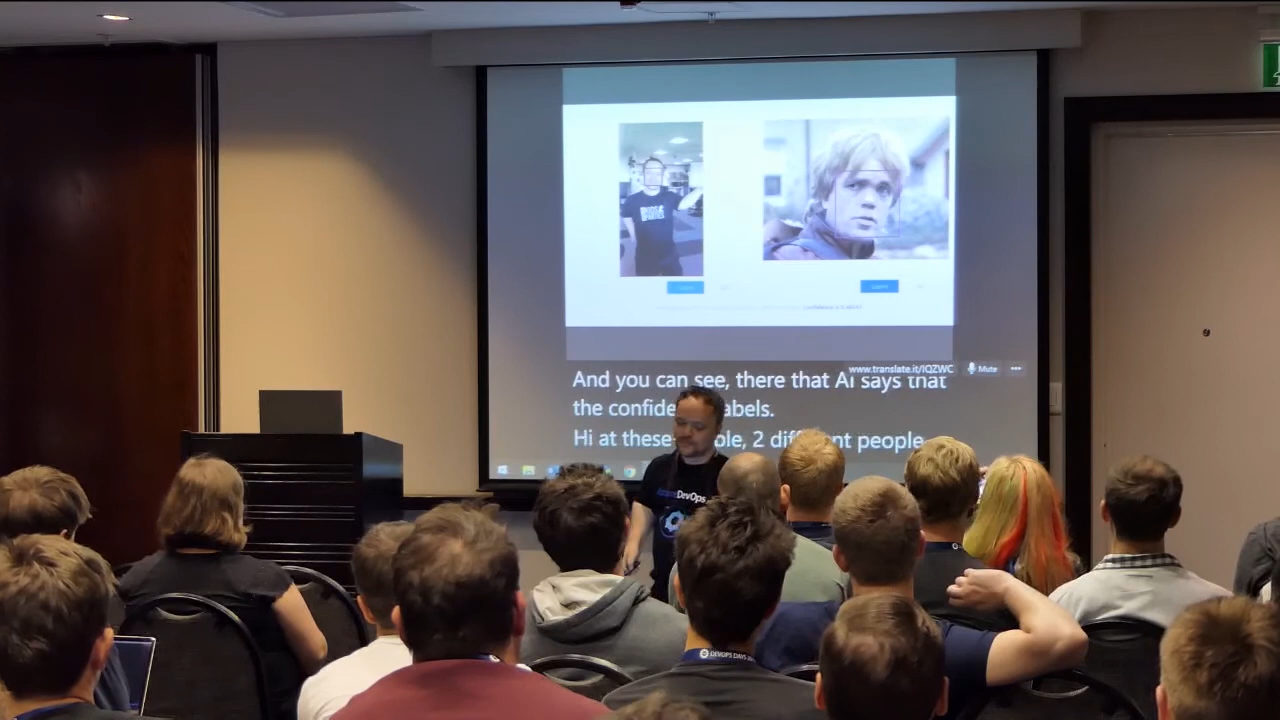 www.translate.it/IQZWC Mute
And you can see, there that Ai says that
the confide abels.
Hi at these ble, 2 diff nt people
DevOps
DEVOPS DAYS